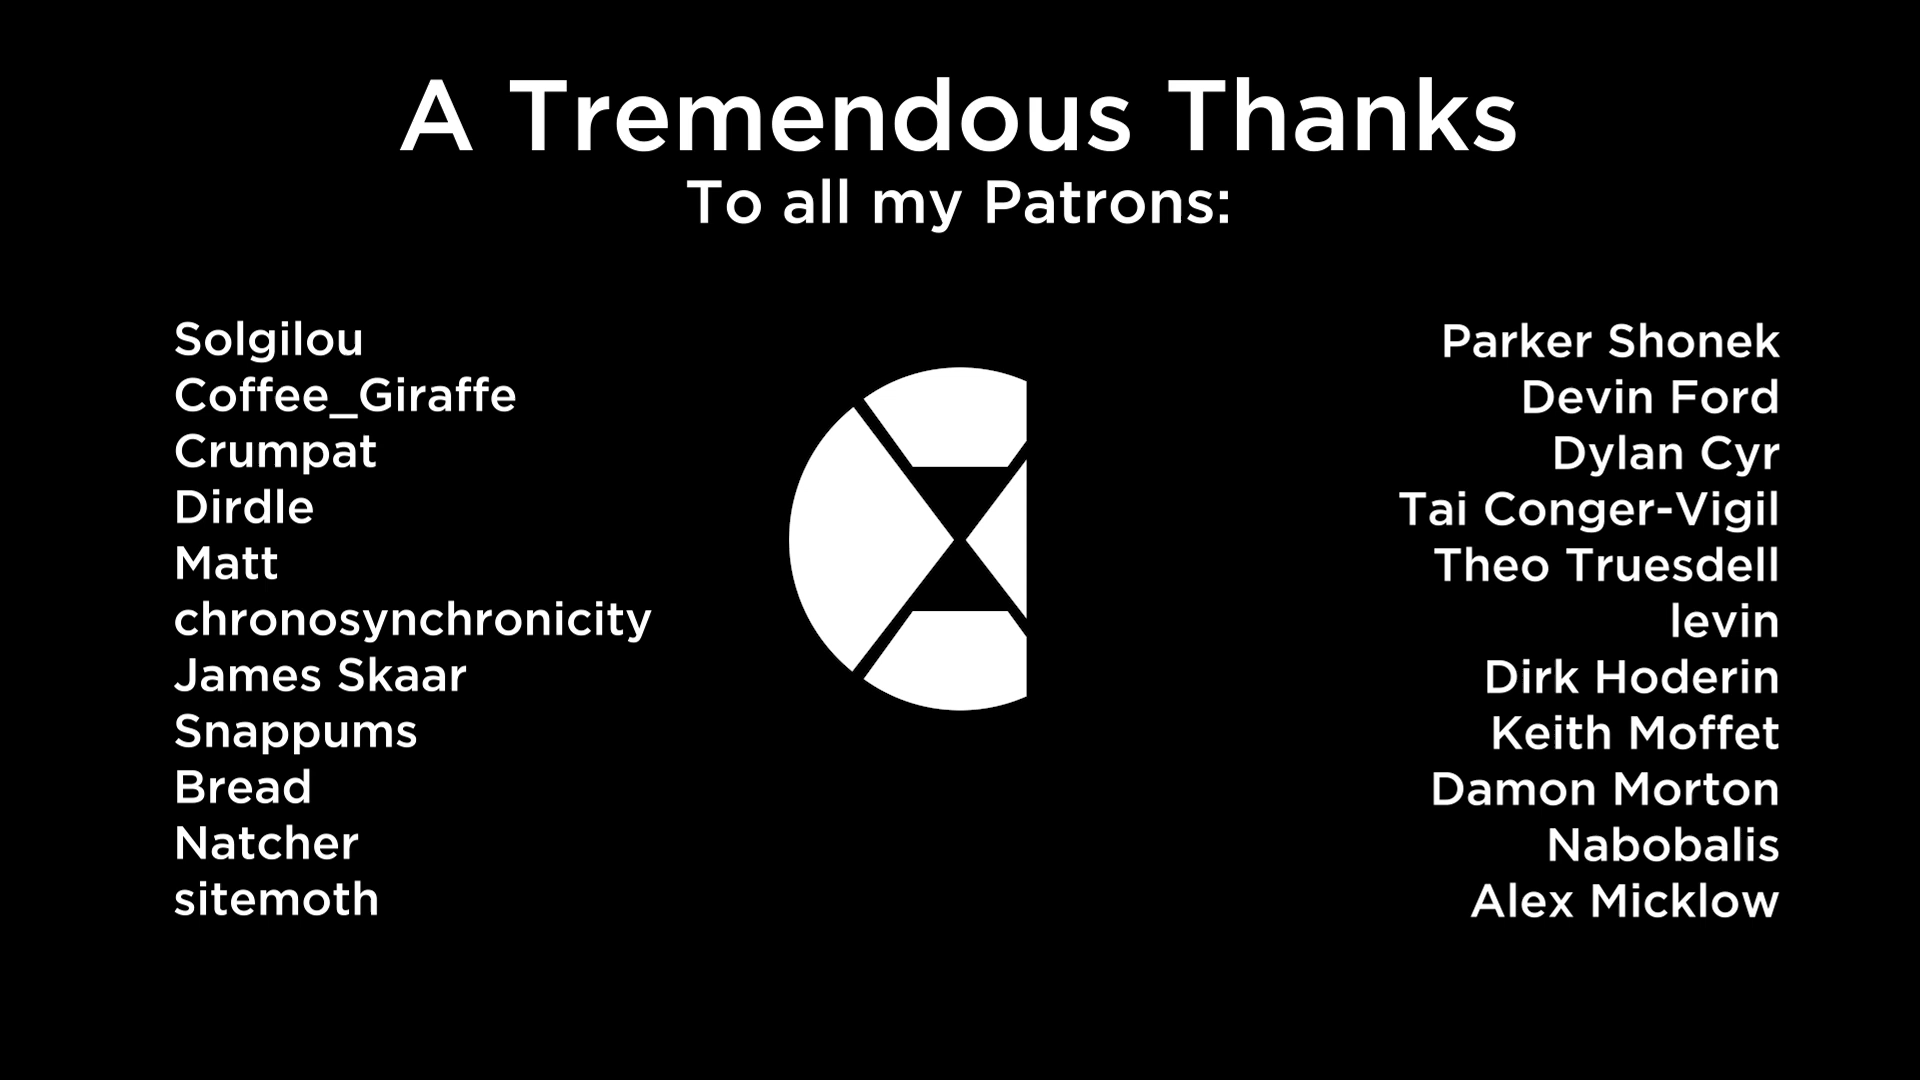 A Tremendous Thanks
To all my Patrons:
Solgilou
Coffee_Giraffe
Crumpat
Dirdle
Matt
chronosynchronicity
James Skaar
Snappums
Bread
Natcher
sitemoth
Parker Shonek
Devin Ford
Dylan Cyr
Tai Conger-Vigil
Theo Truesdell
levin
Dirk Hoderin
Keith Moffet
Damon Morton
Nabobalis
Alex Micklow